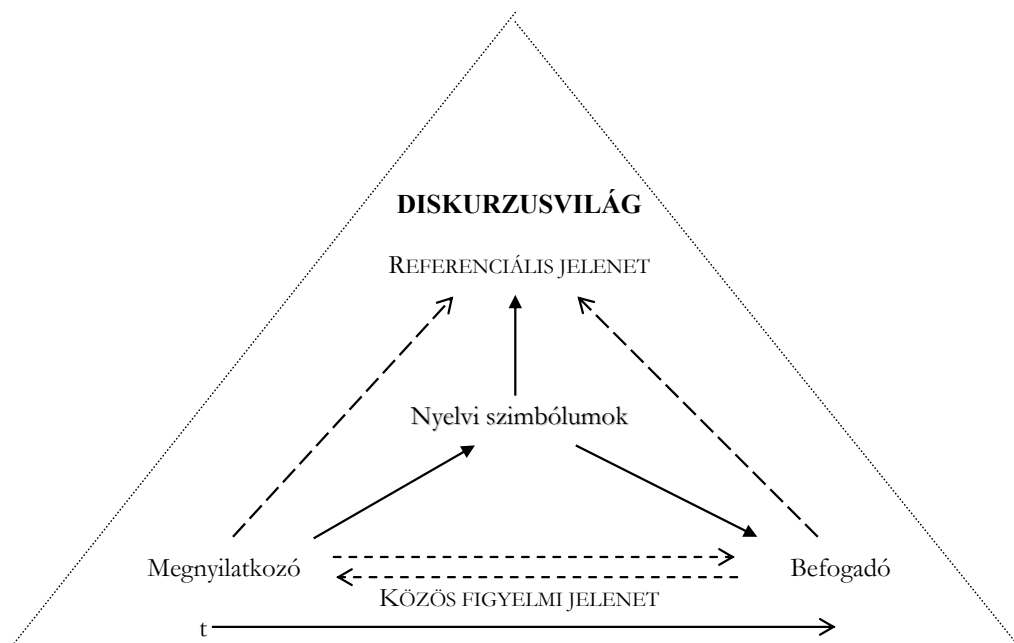 DISKURZUSVILÁG
REFERENCIÁLIS JELENET
Nyelvi szimbólumok
Megnyilatkozó
Befogadó
KÖZÖS FIGYELMI JELENET
t